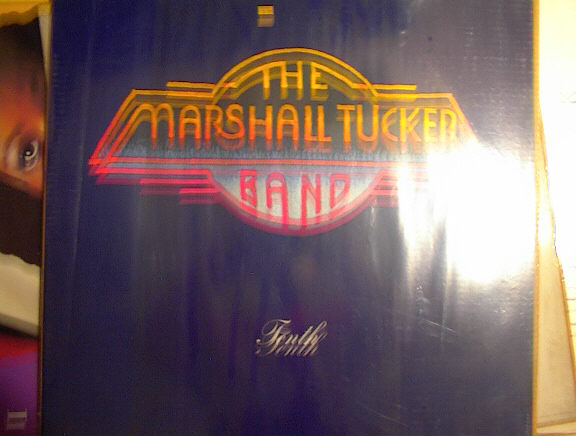 THE
MARSHALL TUCKER
BAND
Tenth